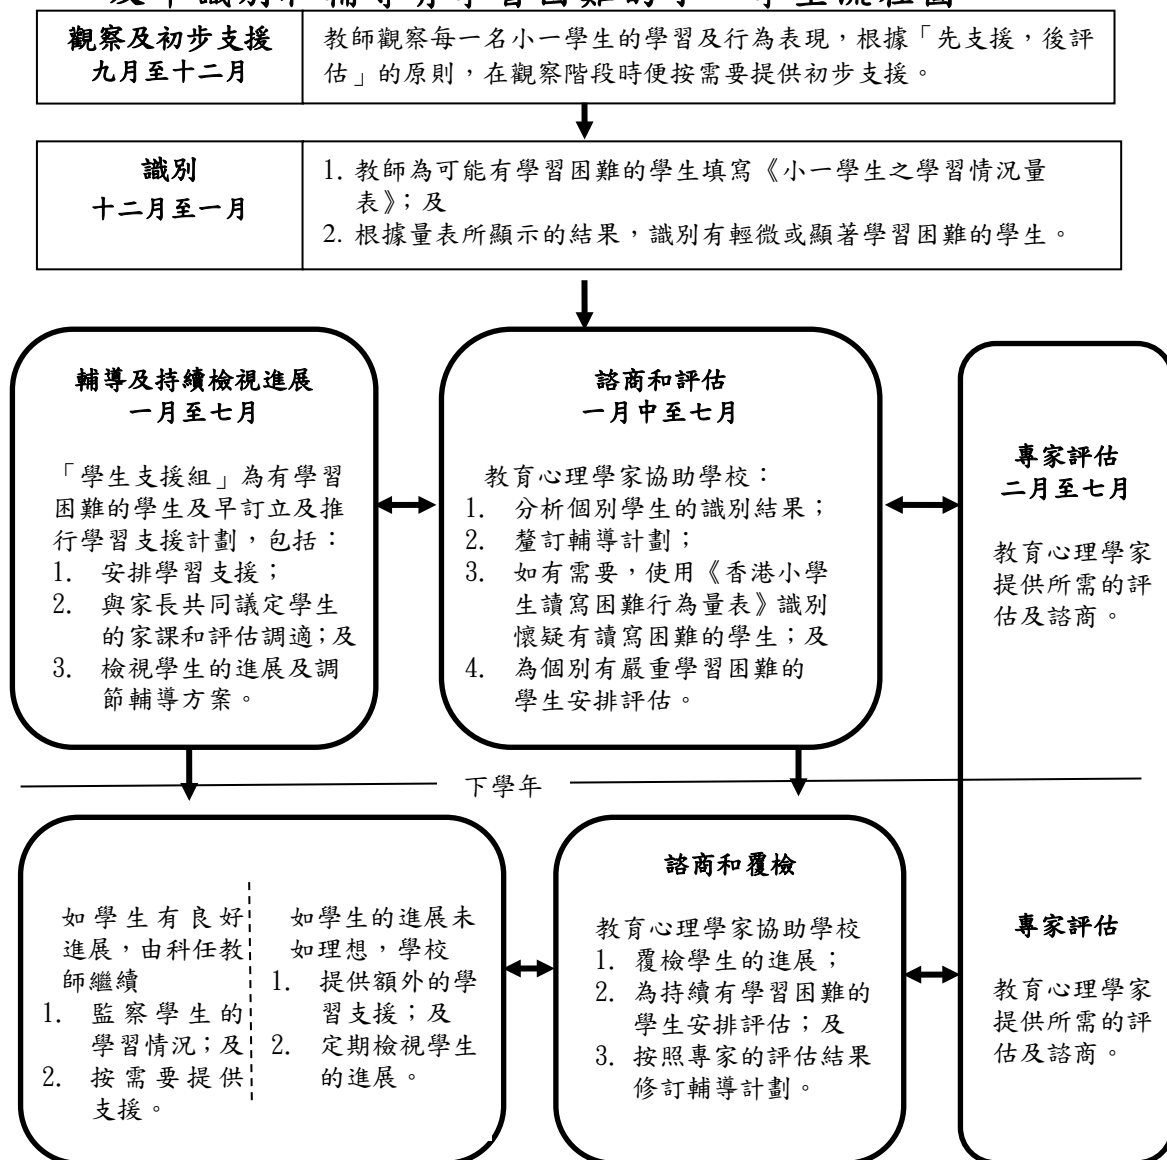 及早識別和輔導有學習困難的小一學生流程圖
觀察及初步支援
九月至十二月
教師觀察每一名小一學生的學習及行為表現，根據「先支援，後評
估」的原則，在觀察階段時便按需要提供初步支援。
識別
十二月至一月
1. 教師為可能有學習困難的學生填寫《小一學生之學習情況量
表》；及
2. 根據量表所顯示的結果，識別有輕微或顯著學習困難的學生。
輔導及持續檢視進展
一月至七月
「學生支援組」為有學習
困難的學生及早訂立及推
行學習支援計劃，包括：
1. 安排學習支援；
2. 與家長共同議定學生
的家課和評估調適；及
3. 檢視學生的進展及調
節輔導方案。
諮商和評估
一月中至七月
教育心理學家協助學校：
1. 分析個別學生的識別結果；
2. 釐訂輔導計劃；
3. 如有需要，使用《香港小學
生讀寫困難行為量表》識別
懷疑有讀寫困難的學生；及
4. 為個別有嚴重學習困難的
學生安排評估。
專家評估
二月至七月
教育心理學家
提供所需的評
估及諮商。
下學年
如學生有良好
進展，由科任教
師繼續
1. 監察學生的
學習情況；及
2. 按需要提供
支援。
如學生的進展未
如理想，學校
1. 提供額外的學
習支援；及
2. 定期檢視學生
的進展。
諮商和覆檢
教育心理學家協助學校
1. 覆檢學生的進展；
2. 為持續有學習困難的
學生安排評估；及
3. 按照專家的評估結果
修訂輔導計劃。
專家評估
教育心理學家
提供所需的評
估及諮商。